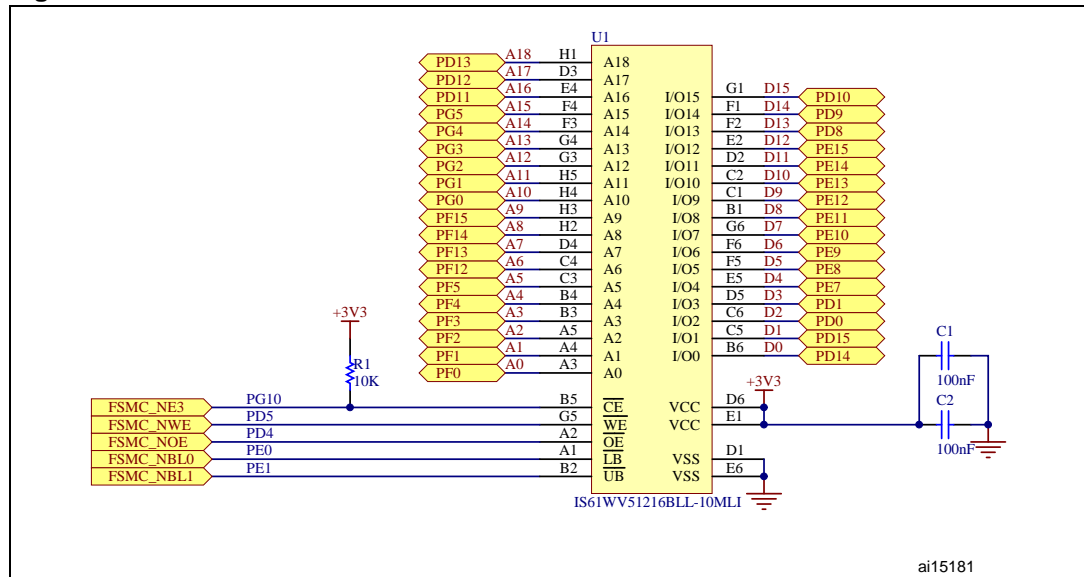 U1
PD13 A18 H1 A18
PD12 A17 D3 A17
PD11 A16 E4 A16 I/O15 G1 D15 PD10
PG5 A15 F4 A15 I/O14 F1 D14 PD9
PG4 A14 F3 A14 I/O13 F2 D13 PD8
PG3 A13 G4 A13 I/O12 E2 D12 PE15
PG2 A12 G3 A12 I/O11 D2 D11 PE14
PG1 A11 H5 A11 I/O10 C2 D10 PE13
PG0 A10 H4 A10 I/O9 C1 D9 PE12
PF15 A9 H3 A9 I/O8 B1 D8 PE11
PF14 A8 H2 A8 I/O7 G6 D7 PE10
PF13 A7 D4 A7 I/O6 F6 D6 PE9
PF12 A6 C4 A6 I/O5 F5 D5 PE8
PF5 A5 C3 A5 I/O4 E5 D4 PE7
PF4 A4 B4 A4 I/O3 D5 D3 PD1
PF3 A3 B3 A3 I/O2 C6 D2 PD0
PF2 A2 A5 A2 I/O1 C5 D1 PD15
PF1 A1 A4 A1 I/O0 B6 D0 PD14
PF0 A0 A3 A0
+3V3
R1
10K
+3V3
C1
100nF
C2
100nF
FSMC_NE3 PG10 B5 CE VCC D6
FSMC_NWE PD5 G5 WE VCC E1
FSMC_NOE PD4 A2 OE
FSMC_NBL0 PE0 A1 LB VSS D1
FSMC_NBL1 PE1 B2 UB VSS E6
IS61WV51216BLL-10MLI
ai15181